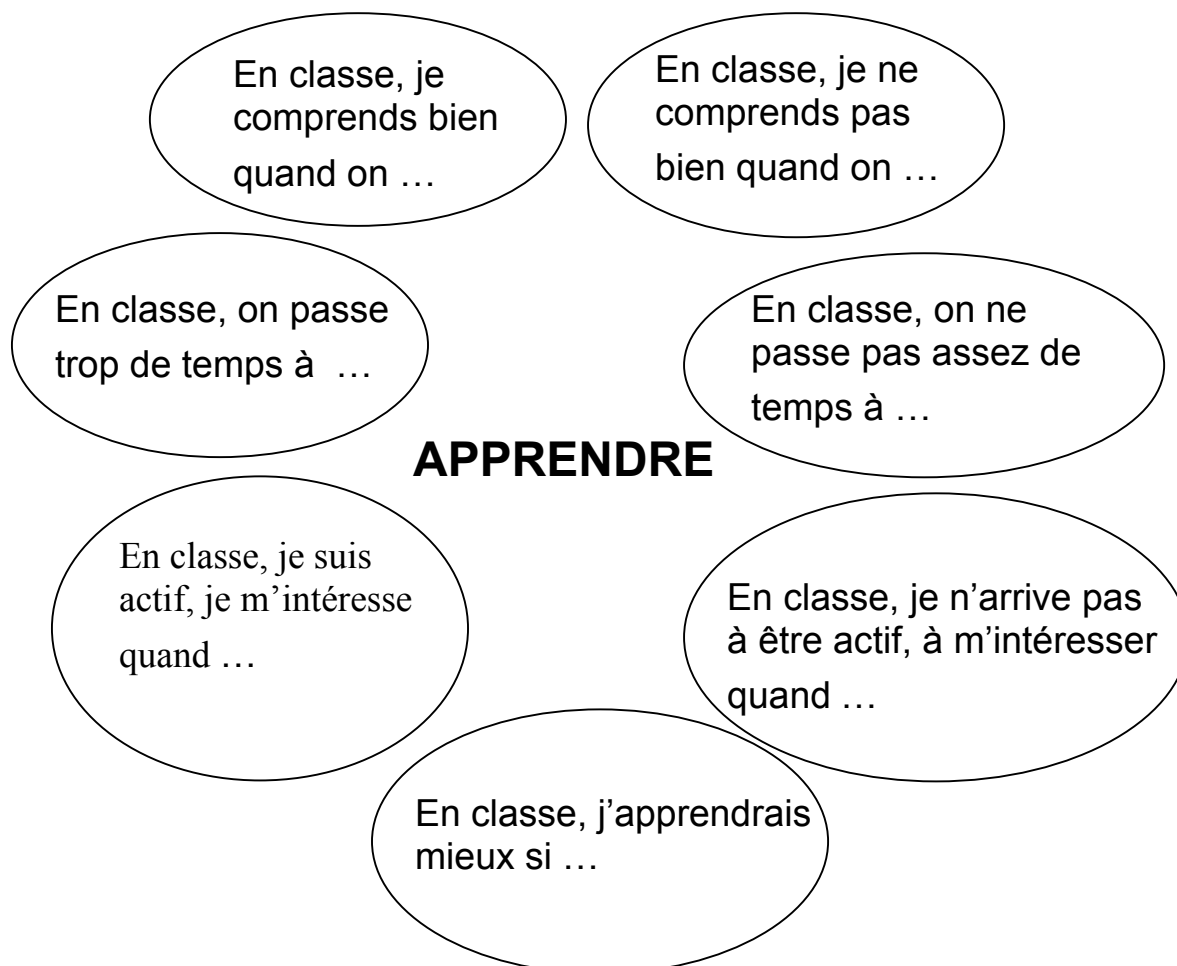 En classe, je
comprends bien
quand on …
En classe, je ne
comprends pas
bien quand on …
En classe, on passe
trop de temps à …
En classe, on ne
passe pas assez de
temps à …
APPRENDRE
En classe, je suis
actif, je m’intéresse
quand …
En classe, je n’arrive pas
à être actif, à m’intéresser
quand …
En classe, j’apprendrais
mieux si …